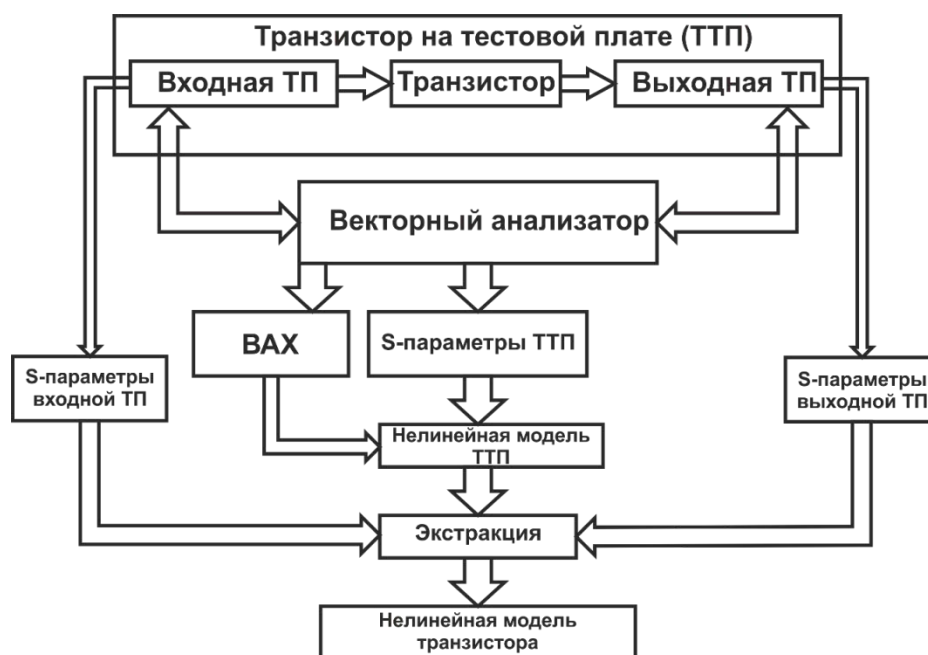 Транзистор на тестовой плате (ТТП)
Входная ТП
Транзистор
Выходная ТП
Векторный анализатор
ВАХ
S-параметры ТТП
S-параметры
входной ТП
S-параметры
выходной ТП
Нелинейная модель
ТТП
Экстракция
Нелинейная модель
транзистора